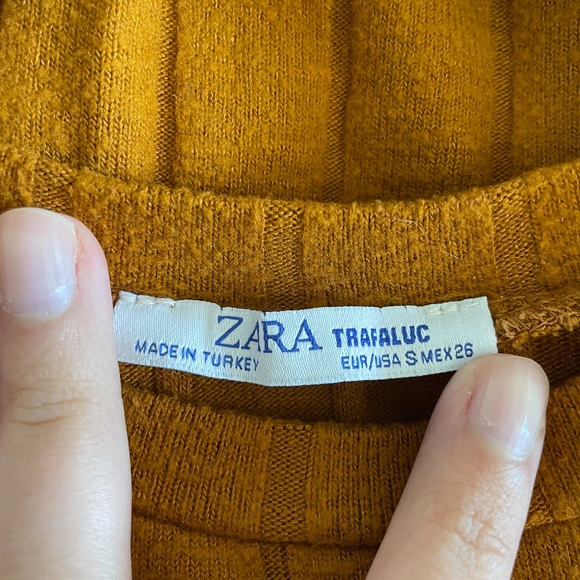 ZARA TRAFALUC
MADE IN TURKEY EUR/USA S MEX 26